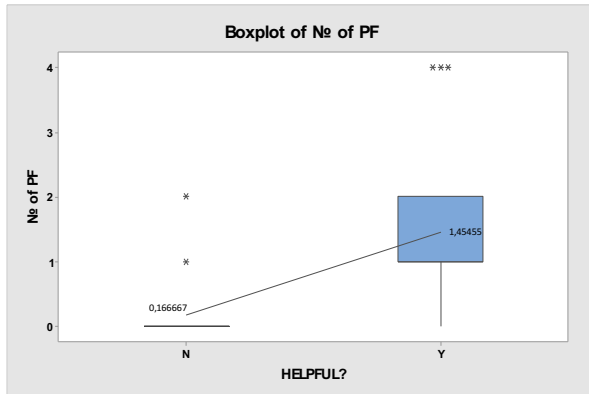 Boxplot of № of PF
4
3
2
1
0
№ of PF
***
*
*
0,166667
1,45455
N
Y
HELPFUL?